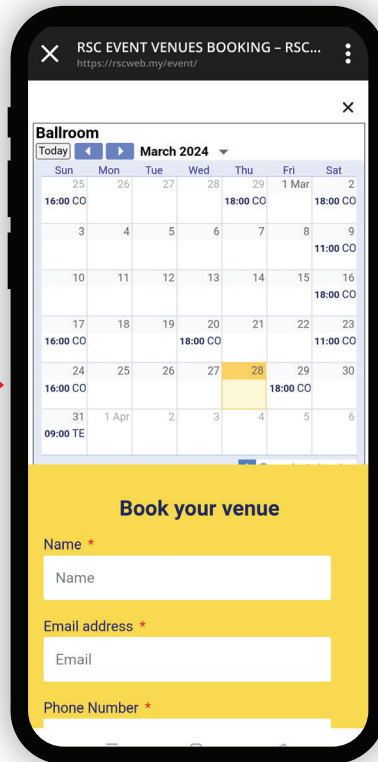 RSC EVENT VENUES BOOKING – RSC...
https://rscweb.my/event/
Ballroom
Today March 2024
Sun Mon Tue Wed Thu Fri Sat
25 26 27 28 29 1 Mar 2
16:00 CO 18:00 CO 18:00 CO
3 4 5 6 7 8 9
11:00 CO
10 11 12 13 14 15 16
18:00 CO
17 18 19 20 21 22 23
16:00 CO 18:00 CO 11:00 CO
24 25 26 27 28 29 30
16:00 CO 18:00 CO
31 1 Apr 2 3 4 5 6
09:00 TE
Book your venue
Name *
Name
Email address *
Email
Phone Number *